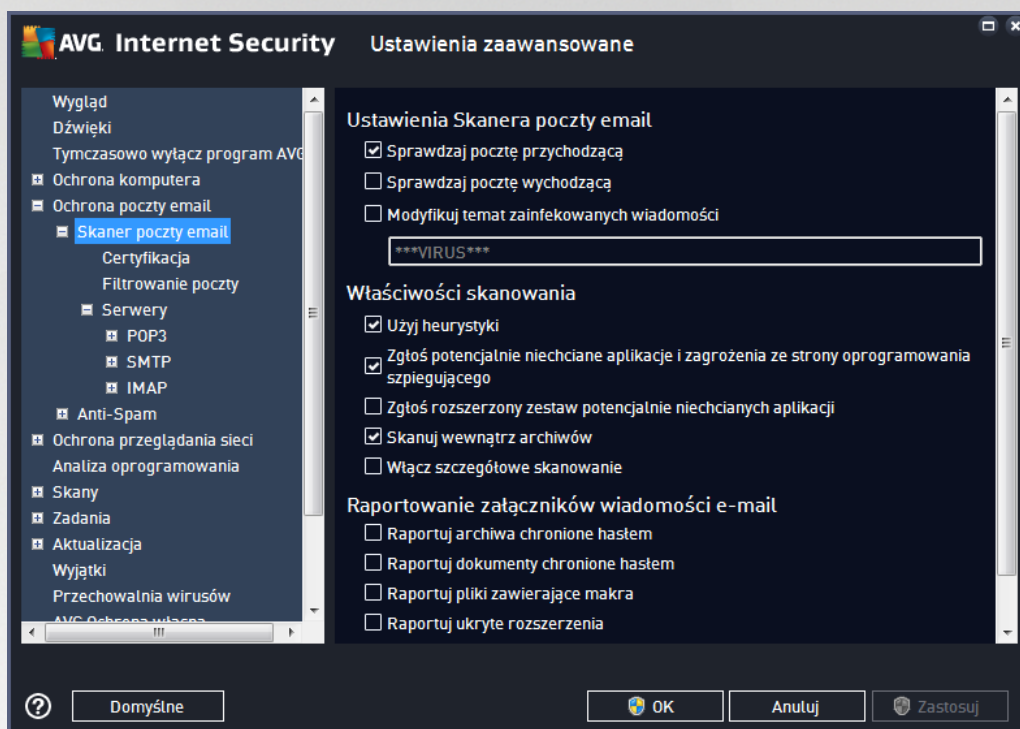 AVG. Internet Security Ustawienia zaawansowane
Wygląd
Dźwięki
Tymczasowo wyłącz program AVG
Ochrona komputera
Ochrona poczty email
Skaner poczty email
Certyfikacja
Filtrowanie poczty
Serwery
POP3
SMTP
IMAP
Anti-Spam
Ochrona przeglądania sieci
Analiza oprogramowania
Skany
Zadania
Aktualizacja
Wyjątki
Przechowalnia wirusów
AVG Ochrona własna
Ustawienia Skanera poczty email
Sprawdzaj pocztę przychodzącą
Sprawdzaj pocztę wychodzącą
Modyfikuj temat zainfekowanych wiadomości
***VIRUS***
Właściwości skanowania
Użyj heurystyki
Zgłoś potencjalnie niechciane aplikacje i zagrożenia ze strony oprogramowania
szpiegującego
Zgłoś rozszerzony zestaw potencjalnie niechcianych aplikacji
Skanuj wewnątrz archiwów
Włącz szczegółowe skanowanie
Raportowanie załączników wiadomości e-mail
Raportuj archiwa chronione hasłem
Raportuj dokumenty chronione hasłem
Raportuj pliki zawierające makra
Raportuj ukryte rozszerzenia
Domyślne
OK
Anuluj
Zastosuj